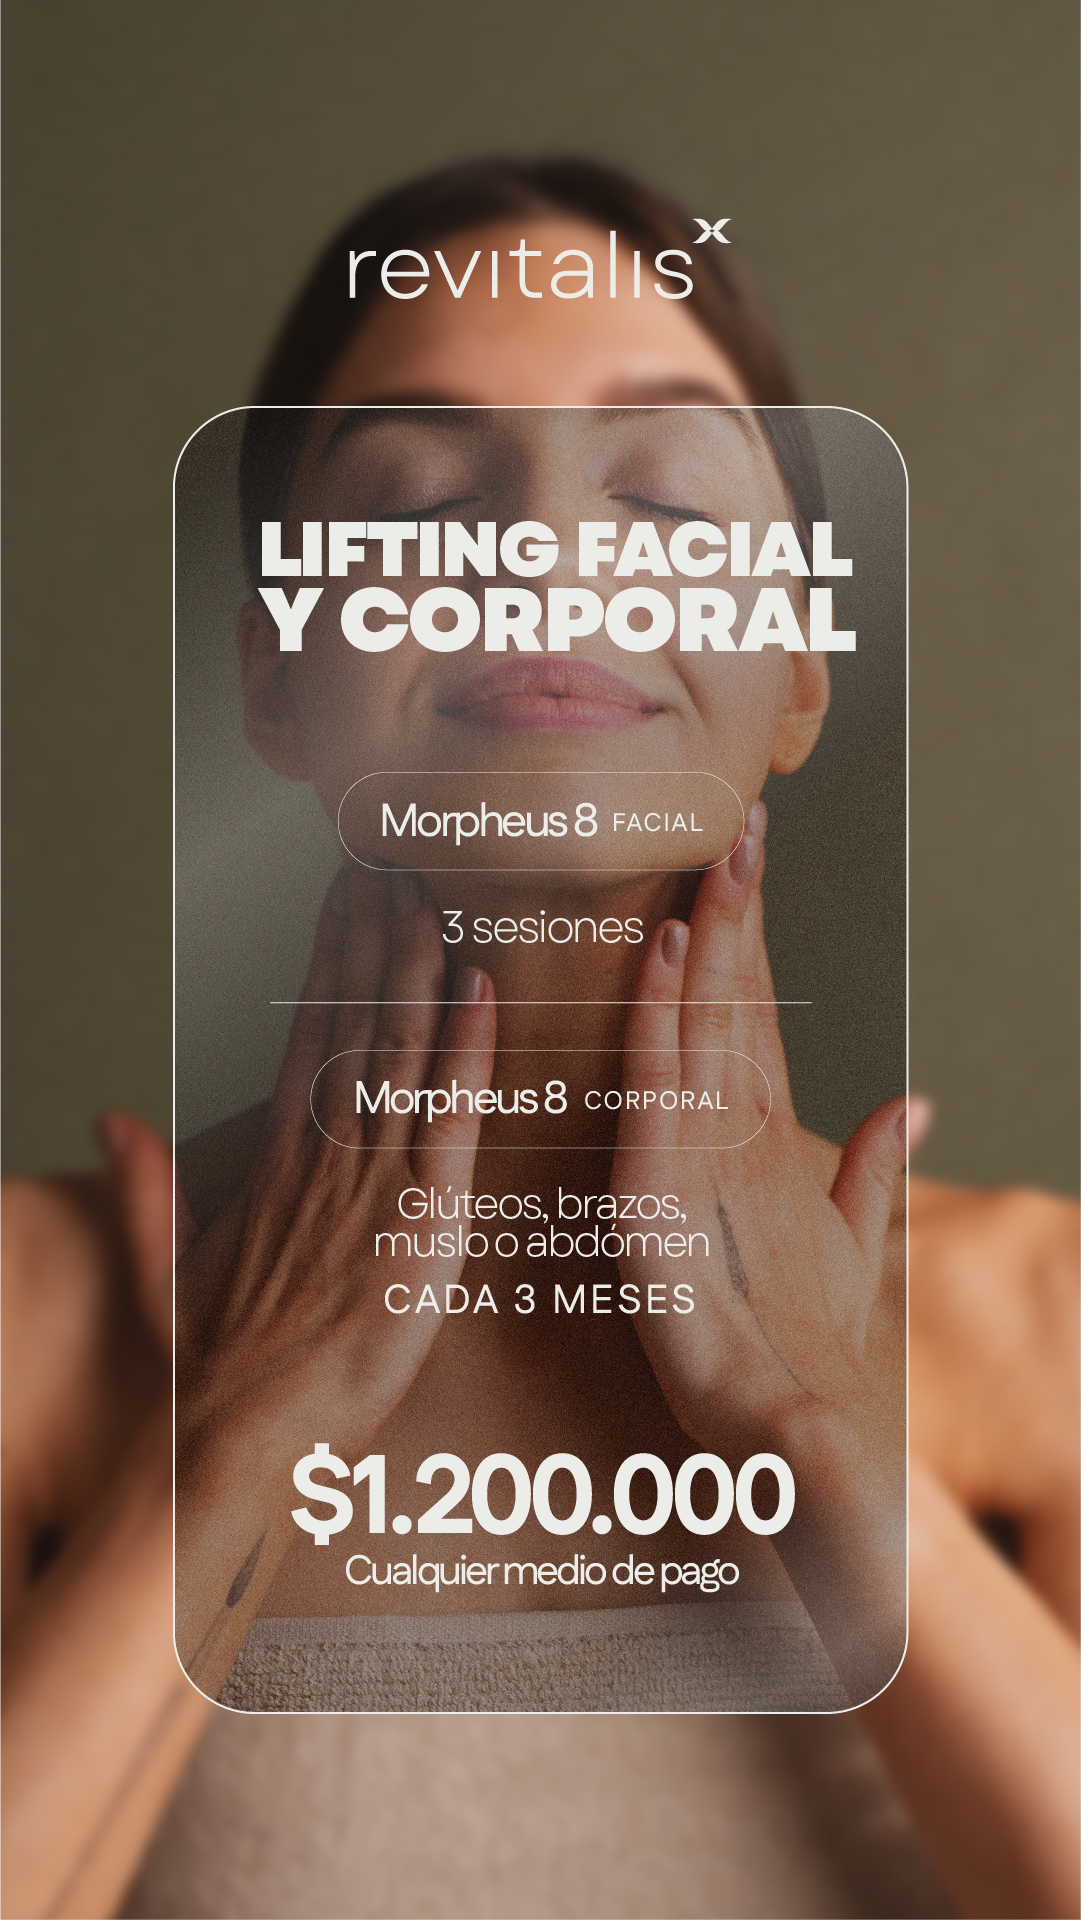 revitalis
LIFTING FACIAL
Y CORPORAL
Morpheus 8 FACIAL
3 sesiones
Morpheus 8 CORPORAL
Glúteos, brazos,
muslo o abdómen
CADA 3 MESES
$1.200.000
Cualquier medio de pago